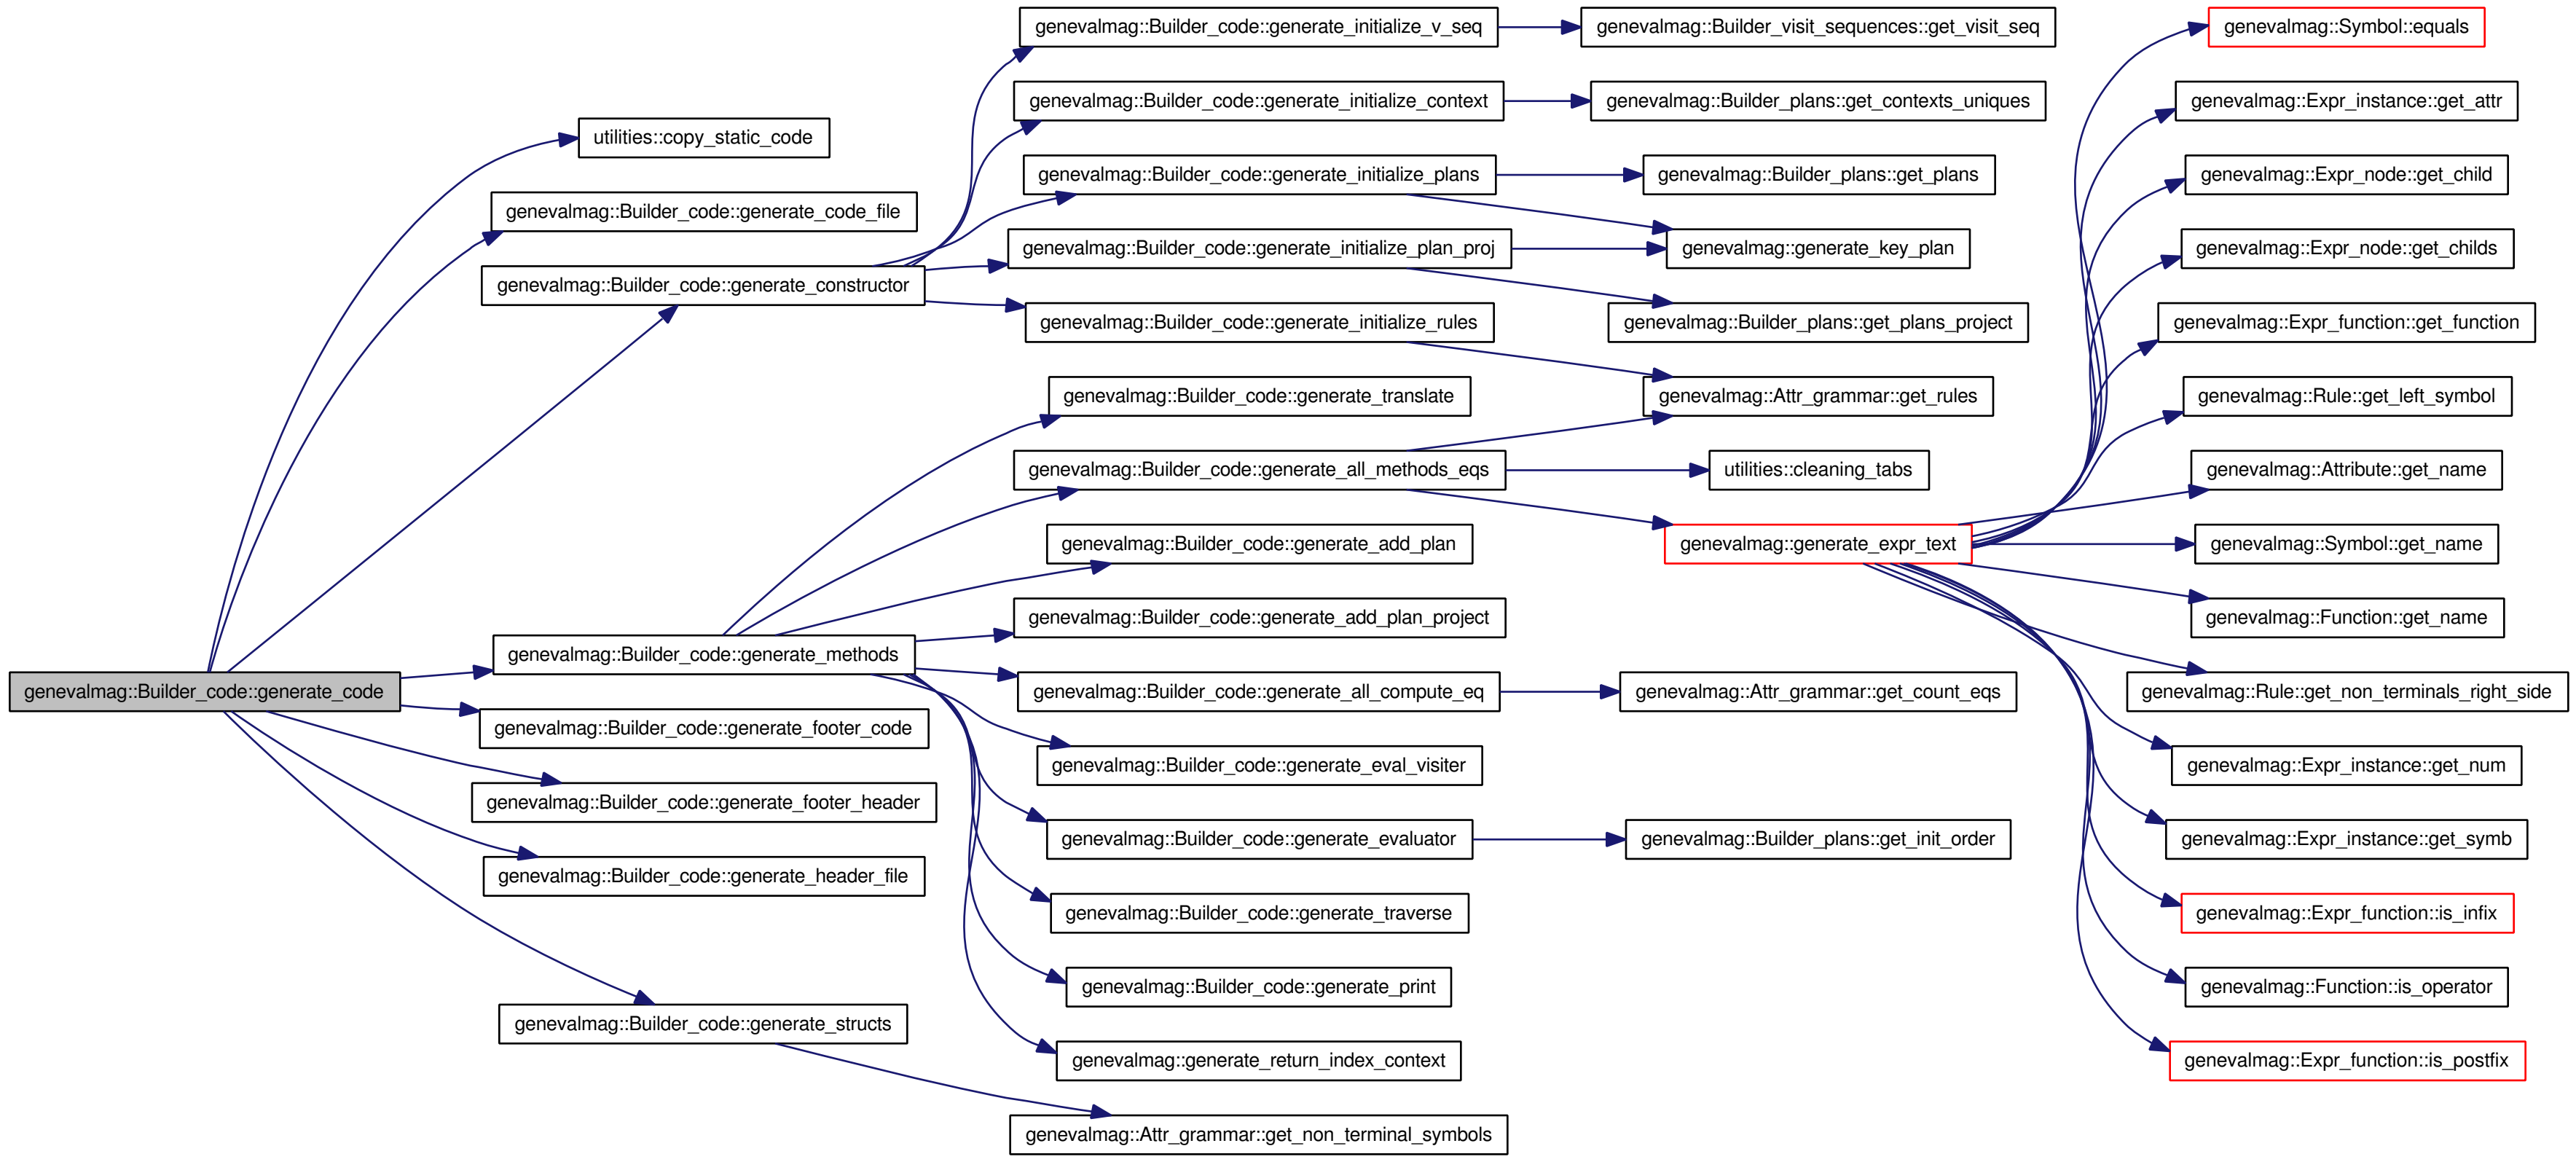 genevalmag::Builder_code::generate_code
utilities::copy_static_code
genevalmag::Builder_code::generate_code_file
genevalmag::Builder_code::generate_constructor
genevalmag::Builder_code::generate_methods
genevalmag::Builder_code::generate_footer_code
genevalmag::Builder_code::generate_footer_header
genevalmag::Builder_code::generate_header_file
genevalmag::Builder_code::generate_structs
genevalmag::Builder_code::generate_initialize_v_seq
genevalmag::Builder_code::generate_initialize_context
genevalmag::Builder_code::generate_initialize_plans
genevalmag::Builder_code::generate_initialize_plan_proj
genevalmag::Builder_code::generate_initialize_rules
genevalmag::Builder_code::generate_translate
genevalmag::Builder_code::generate_all_methods_eqs
genevalmag::Builder_code::generate_add_plan
genevalmag::Builder_code::generate_add_plan_project
genevalmag::Builder_code::generate_all_compute_eq
genevalmag::Builder_code::generate_eval_visiter
genevalmag::Builder_code::generate_evaluator
genevalmag::Builder_code::generate_traverse
genevalmag::Builder_code::generate_print
genevalmag::generate_return_index_context
genevalmag::Attr_grammar::get_non_terminal_symbols
genevalmag::Builder_visit_sequences::get_visit_seq
genevalmag::Builder_plans::get_contexts_uniques
genevalmag::Builder_plans::get_plans
genevalmag::generate_key_plan
genevalmag::Builder_plans::get_plans_project
genevalmag::Attr_grammar::get_rules
utilities::cleaning_tabs
genevalmag::generate_expr_text
genevalmag::Attr_grammar::get_count_eqs
genevalmag::Builder_plans::get_init_order
genevalmag::Symbol::equals
genevalmag::Expr_instance::get_attr
genevalmag::Expr_node::get_child
genevalmag::Expr_node::get_childs
genevalmag::Expr_function::get_function
genevalmag::Rule::get_left_symbol
genevalmag::Attribute::get_name
genevalmag::Symbol::get_name
genevalmag::Function::get_name
genevalmag::Rule::get_non_terminals_right_side
genevalmag::Expr_instance::get_num
genevalmag::Expr_instance::get_symb
genevalmag::Expr_function::is_infix
genevalmag::Function::is_operator
genevalmag::Expr_function::is_postfix